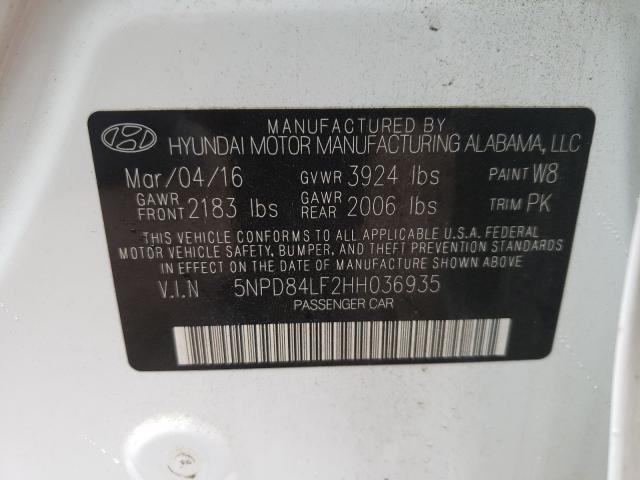 MANUFACTURED BY
HYUNDAI MOTOR MANUFACTURING ALABAMA, LLC
Mar/04/16 GVWR 3924 lbs PAINT W8
GAWR FRONT 2183 lbs GAWR REAR 2006 lbs TRIM PK
THIS VEHICLE CONFORMS TO ALL APPLICABLE U.S.A. FEDERAL
MOTOR VEHICLE SAFETY, BUMPER, AND THEFT PREVENTION STANDARDS
IN EFFECT ON THE DATE OF MANUFACTURE SHOWN ABOVE.
V.I.N 5NPD84LF2HH036935
PASSENGER CAR